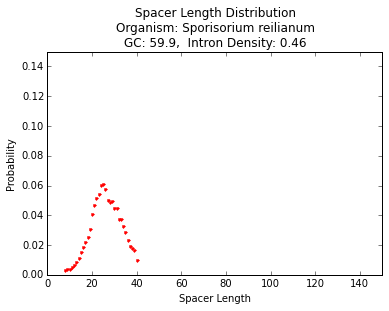 Spacer Length Distribution
Organism: Sporisorium reilianum
GC: 59.9,  Intron Density: 0.46
0.14
0.12
0.10
0.08
0.06
0.04
0.02
0.00
Probability
0 20 40 60 80 100 120 140
Spacer Length